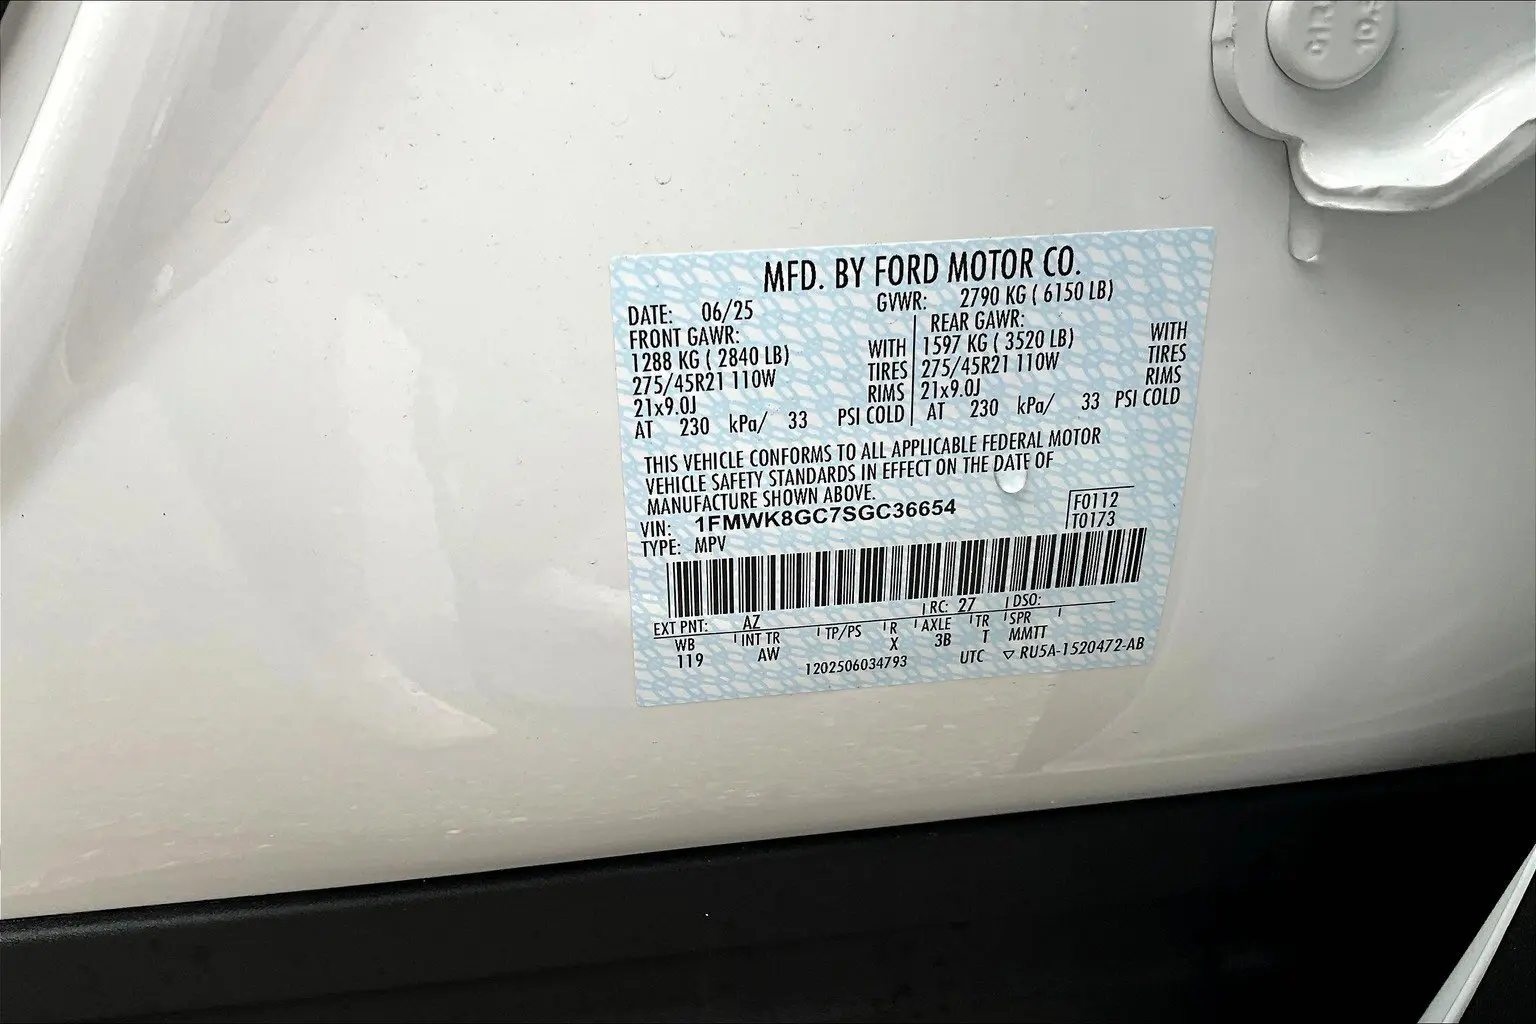 MFD. BY FORD MOTOR CO.
DATE: 06/25 GVWR: 2790 KG ( 6150 LB)
FRONT GAWR: REAR GAWR:
1288 KG ( 2840 LB) WITH 1597 KG ( 3520 LB) WITH
275/45R21 110W TIRES 275/45R21 110W TIRES
21x9.0J RIMS 21x9.0J RIMS
AT 230 kPa/ 33 PSI COLD AT 230 kPa/ 33 PSI COLD
THIS VEHICLE CONFORMS TO ALL APPLICABLE FEDERAL MOTOR
VEHICLE SAFETY STANDARDS IN EFFECT ON THE DATE OF
MANUFACTURE SHOWN ABOVE.
VIN: 1FMWK8GC7SGC36654 F0112
TYPE: MPV T0173
EXT PNT: AZ RC: 27 DSO:
WB INT TR TP/PS R AXLE TR SPR
119 AW X 3B T MMTT
1202506034793 UTC ▽ RU5A-1520472-AB